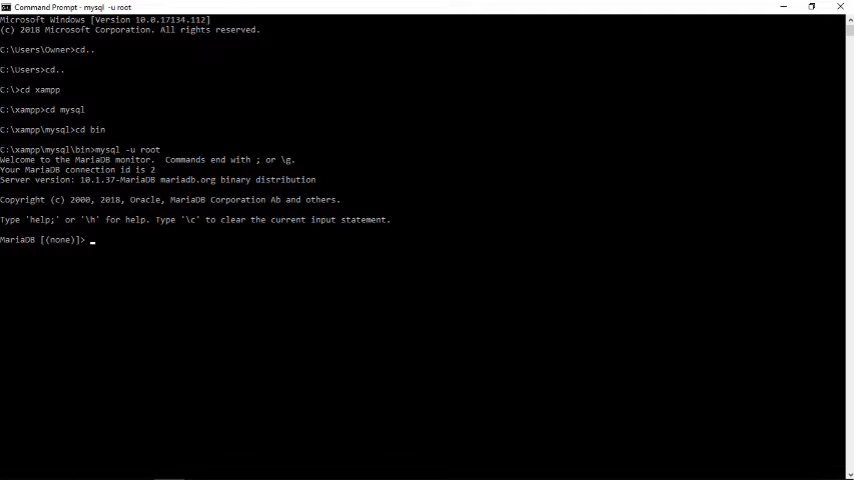 Command Prompt - mysql -u root
Microsoft Windows [Version 10.0.17134.112]
(c) 2018 Microsoft Corporation. All rights reserved.
C:\Users\Owner>cd..
C:\Users>cd..
C:\>cd xampp
C:\xampp>cd mysql
C:\xampp\mysql>cd bin
C:\xampp\mysql\bin>mysql -u root
Welcome to the MariaDB monitor.  Commands end with ; or \g.
Your MariaDB connection id is 2
Server version: 10.1.37-MariaDB mariadb.org binary distribution
Copyright (c) 2000, 2018, Oracle, MariaDB Corporation Ab and others.
Type 'help;' or '\h' for help. Type '\c' to clear the current input statement.
MariaDB [(none)]> _